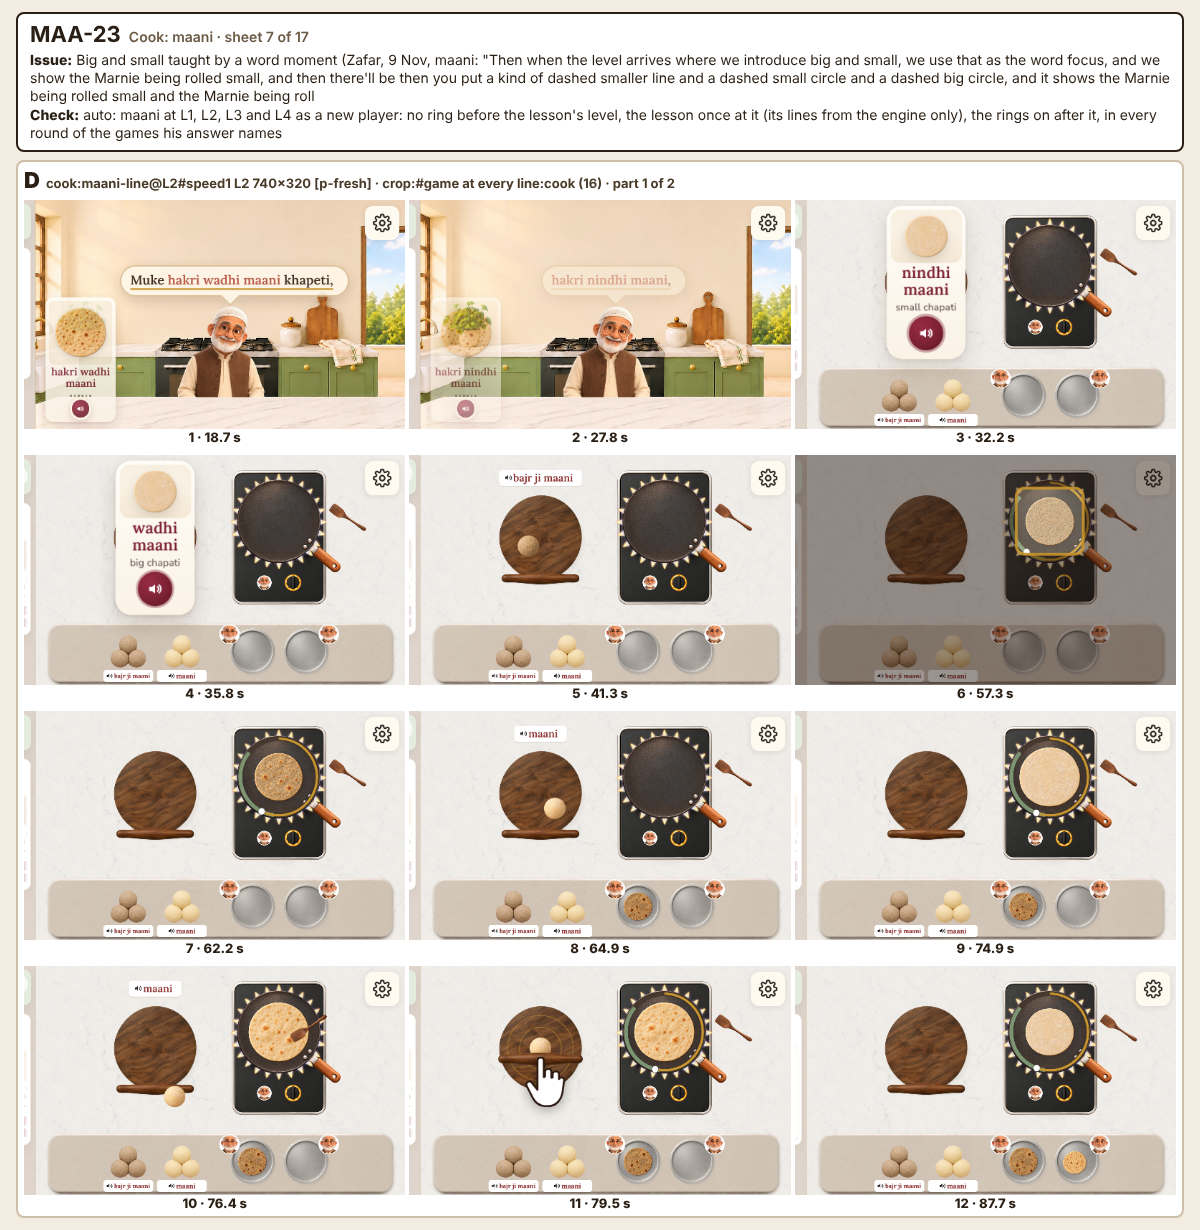 MAA-23 Cook: maani · sheet 7 of 17
Issue: Big and small taught by a word moment (Zafar, 9 Nov, maani: "Then when the level arrives where we introduce big and small, we use that as the word focus, and we
show the Marnie being rolled small, and then there'll be then you put a kind of dashed smaller line and a dashed small circle and a dashed big circle, and it shows the Marnie
being rolled small and the Marnie being roll
Check: auto: maani at L1, L2, L3 and L4 as a new player: no ring before the lesson's level, the lesson once at it (its lines from the engine only), the rings on after it, in every
round of the games his answer names
D cook:maani-line@L2#speed1 L2 740×320 [p-fresh] · crop:#game at every line:cook (16) · part 1 of 2
Muke hakri wadhi maani khapeti,
hakri wadhi
maani
1 · 18.7 s
hakri nindhi maani,
hakri nindhi
maani
2 · 27.8 s
nindhi
maani
small chapati
bajr ji maani
maani
3 · 32.2 s
wadhi
maani
big chapati
bajr ji maani
maani
4 · 35.8 s
bajr ji maani
bajr ji maani
maani
5 · 41.3 s
bajr ji maani
maani
6 · 57.3 s
bajr ji maani
maani
7 · 62.2 s
maani
bajr ji maani
maani
8 · 64.9 s
bajr ji maani
maani
9 · 74.9 s
maani
bajr ji maani
maani
10 · 76.4 s
bajr ji maani
maani
11 · 79.5 s
bajr ji maani
maani
12 · 87.7 s